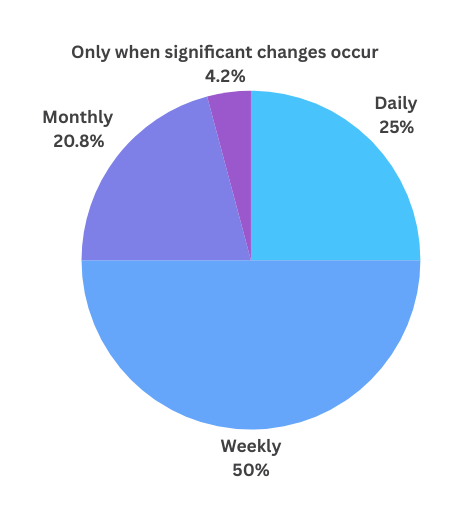 Only when significant changes occur
4.2%
Daily
25%
Monthly
20.8%
Weekly
50%